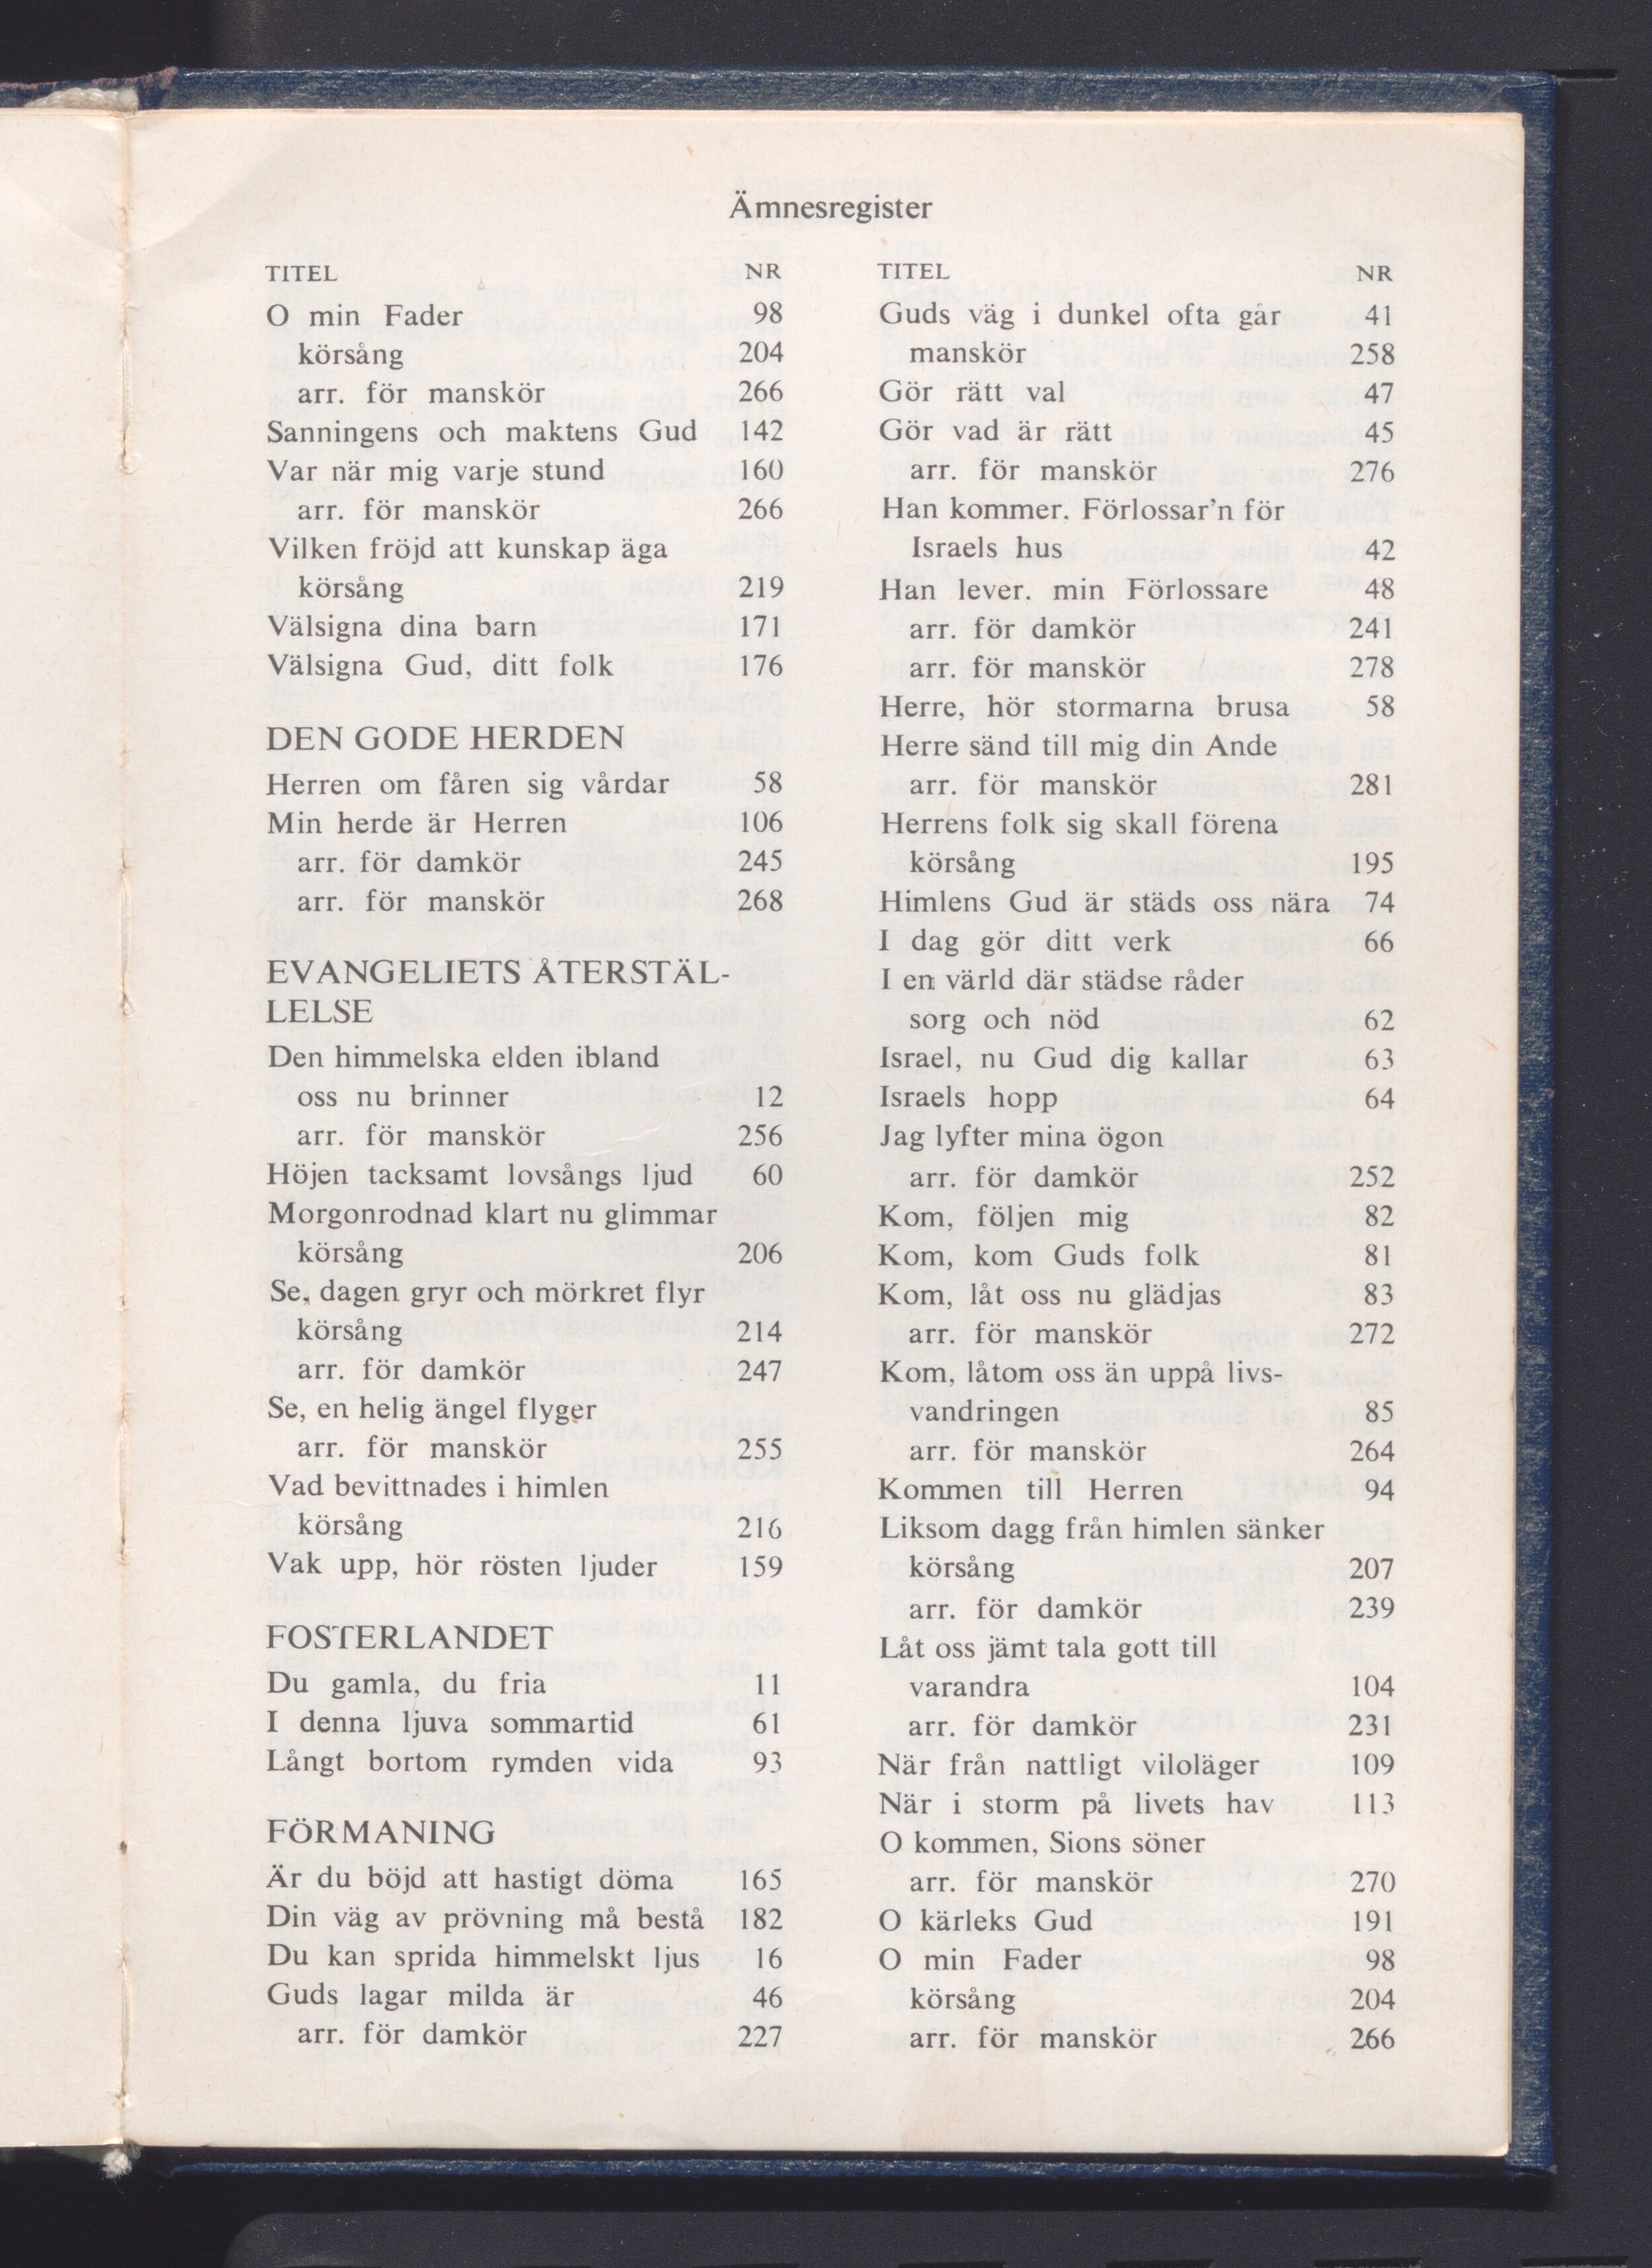 Ämnesregister
TITEL NR
O min Fader 98
körsång 204
arr. för manskör 266
Sanningens och maktens Gud 142
Var när mig varje stund 160
arr. för manskör 266
Vilken fröjd att kunskap äga
körsång 219
Välsigna dina barn 171
Välsigna Gud, ditt folk 176
DEN GODE HERDEN
Herren om fåren sig vårdar 58
Min herde är Herren 106
arr. för damkör 245
arr. för manskör 268
EVANGELIETS ÅTERSTÄL-
LELSE
Den himmelska elden ibland
oss nu brinner 12
arr. för manskör 256
Höjen tacksamt lovsångs ljud 60
Morgonrodnad klart nu glimmar
körsång 206
Se, dagen gryr och mörkret flyr
körsång 214
arr. för damkör 247
Se, en helig ängel flyger
arr. för manskör 255
Vad bevittnades i himlen
körsång 216
Vak upp, hör rösten ljuder 159
FOSTERLANDET
Du gamla, du fria 11
I denna ljuva sommartid 61
Långt bortom rymden vida 93
FÖRMANING
Är du böjd att hastigt döma 165
Din väg av prövning må bestå 182
Du kan sprida himmelskt ljus 16
Guds lagar milda är 46
arr. för damkör 227
TITEL NR
Guds väg i dunkel ofta går 41
manskör 258
Gör rätt val 47
Gör vad är rätt 45
arr. för manskör 276
Han kommer. Förlossar'n för
Israels hus 42
Han lever. min Förlossare 48
arr. för damkör 241
arr. för manskör 278
Herre, hör stormarna brusa 58
Herre sänd till mig din Ande
arr. för manskör 281
Herrens folk sig skall förena
körsång 195
Himlens Gud är städs oss nära 74
I dag gör ditt verk 66
I en värld där städse råder
sorg och nöd 62
Israel, nu Gud dig kallar 63
Israels hopp 64
Jag lyfter mina ögon
arr. för damkör 252
Kom, följen mig 82
Kom, kom Guds folk 81
Kom, låt oss nu glädjas 83
arr. för manskör 272
Kom, låtom oss än uppå livs-
vandringen 85
arr. för manskör 264
Kommen till Herren 94
Liksom dagg från himlen sänker
körsång 207
arr. för damkör 239
Låt oss jämt tala gott till
varandra 104
arr. för damkör 231
När från nattligt viloläger 109
När i storm på livets hav 113
O kommen, Sions söner
arr. för manskör 270
O kärleks Gud 191
O min Fader 98
körsång 204
arr. för manskör 266